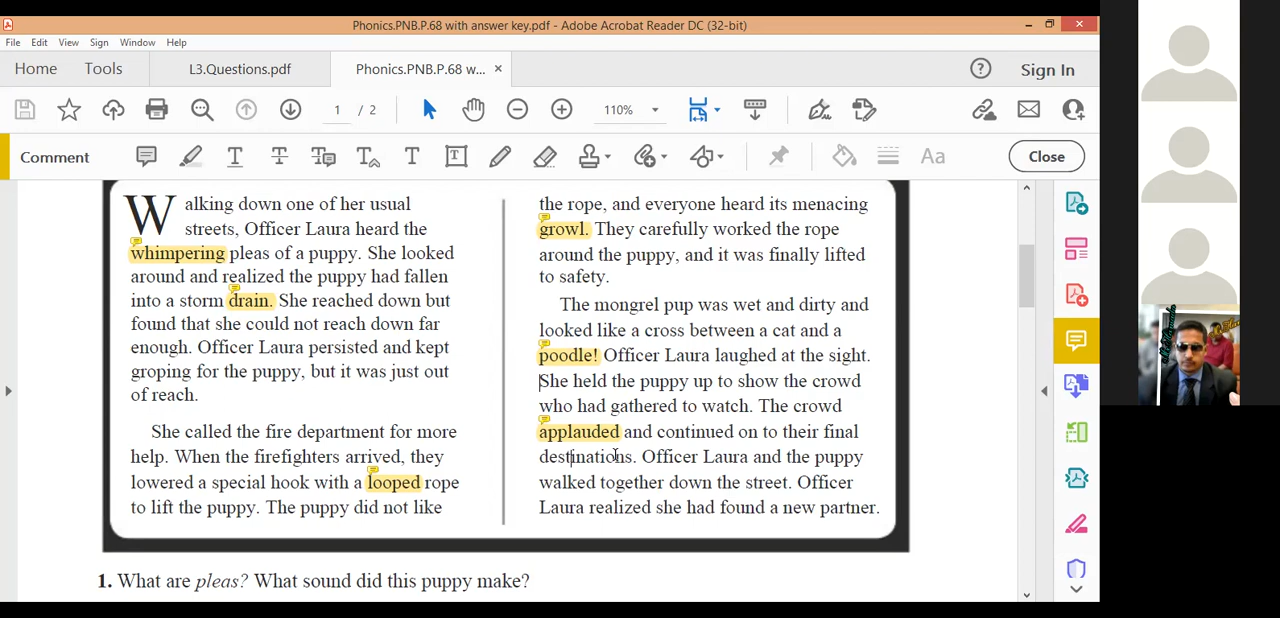 Phonics.PNB.P.68 with answer key.pdf - Adobe Acrobat Reader DC (32-bit)
File Edit View Sign Window Help
Home Tools L3.Questions.pdf Phonics.PNB.P.68 w... × Sign In
1 / 2 110%
Comment Aa Close
Walking down one of her usual
streets, Officer Laura heard the
whimpering pleas of a puppy. She looked
around and realized the puppy had fallen
into a storm drain. She reached down but
found that she could not reach down far
enough. Officer Laura persisted and kept
groping for the puppy, but it was just out
of reach.
She called the fire department for more
help. When the firefighters arrived, they
lowered a special hook with a looped rope
to lift the puppy. The puppy did not like
the rope, and everyone heard its menacing
growl. They carefully worked the rope
around the puppy, and it was finally lifted
to safety.
The mongrel pup was wet and dirty and
looked like a cross between a cat and a
poodle! Officer Laura laughed at the sight.
She held the puppy up to show the crowd
who had gathered to watch. The crowd
applauded and continued on to their final
destinations. Officer Laura and the puppy
walked together down the street. Officer
Laura realized she had found a new partner.
1. What are pleas? What sound did this puppy make?